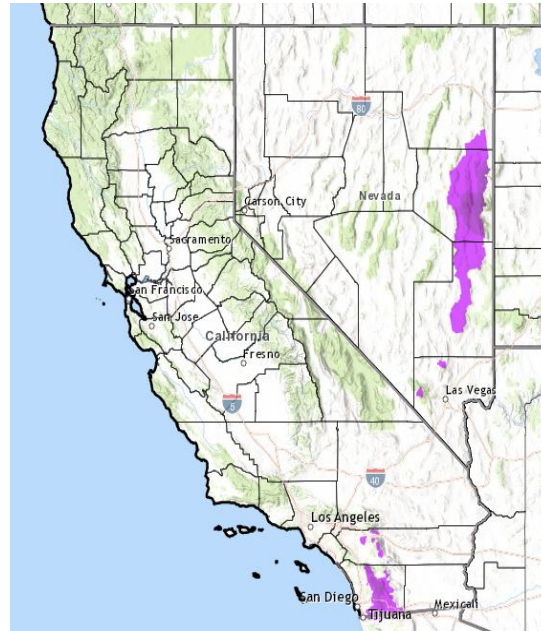 80
Nevada
Carson City
Sacramento
San Francisco
San Jose
California
Fresno
5
Las Vegas
40
Los Angeles
San Diego
Tijuana
Mexicali